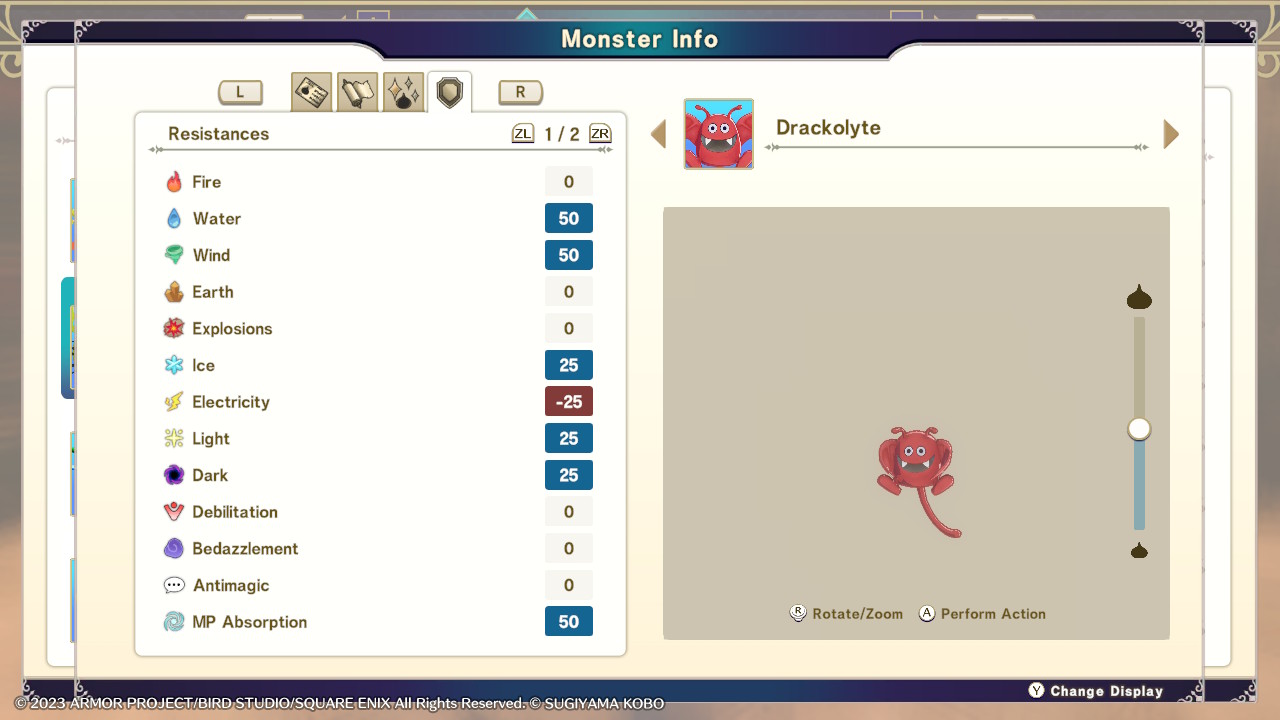 Monster Info
L
R
Resistances
ZL 1 / 2 ZR
Fire 0
Water 50
Wind 50
Earth 0
Explosions 0
Ice 25
Electricity -25
Light 25
Dark 25
Debilitation 0
Bedazzlement 0
Antimagic 0
MP Absorption 50
Drackolyte
R Rotate/Zoom A Perform Action
Y Change Display
© 2023 ARMOR PROJECT/BIRD STUDIO/SQUARE ENIX All Rights Reserved. © SUGIYAMA KOBO